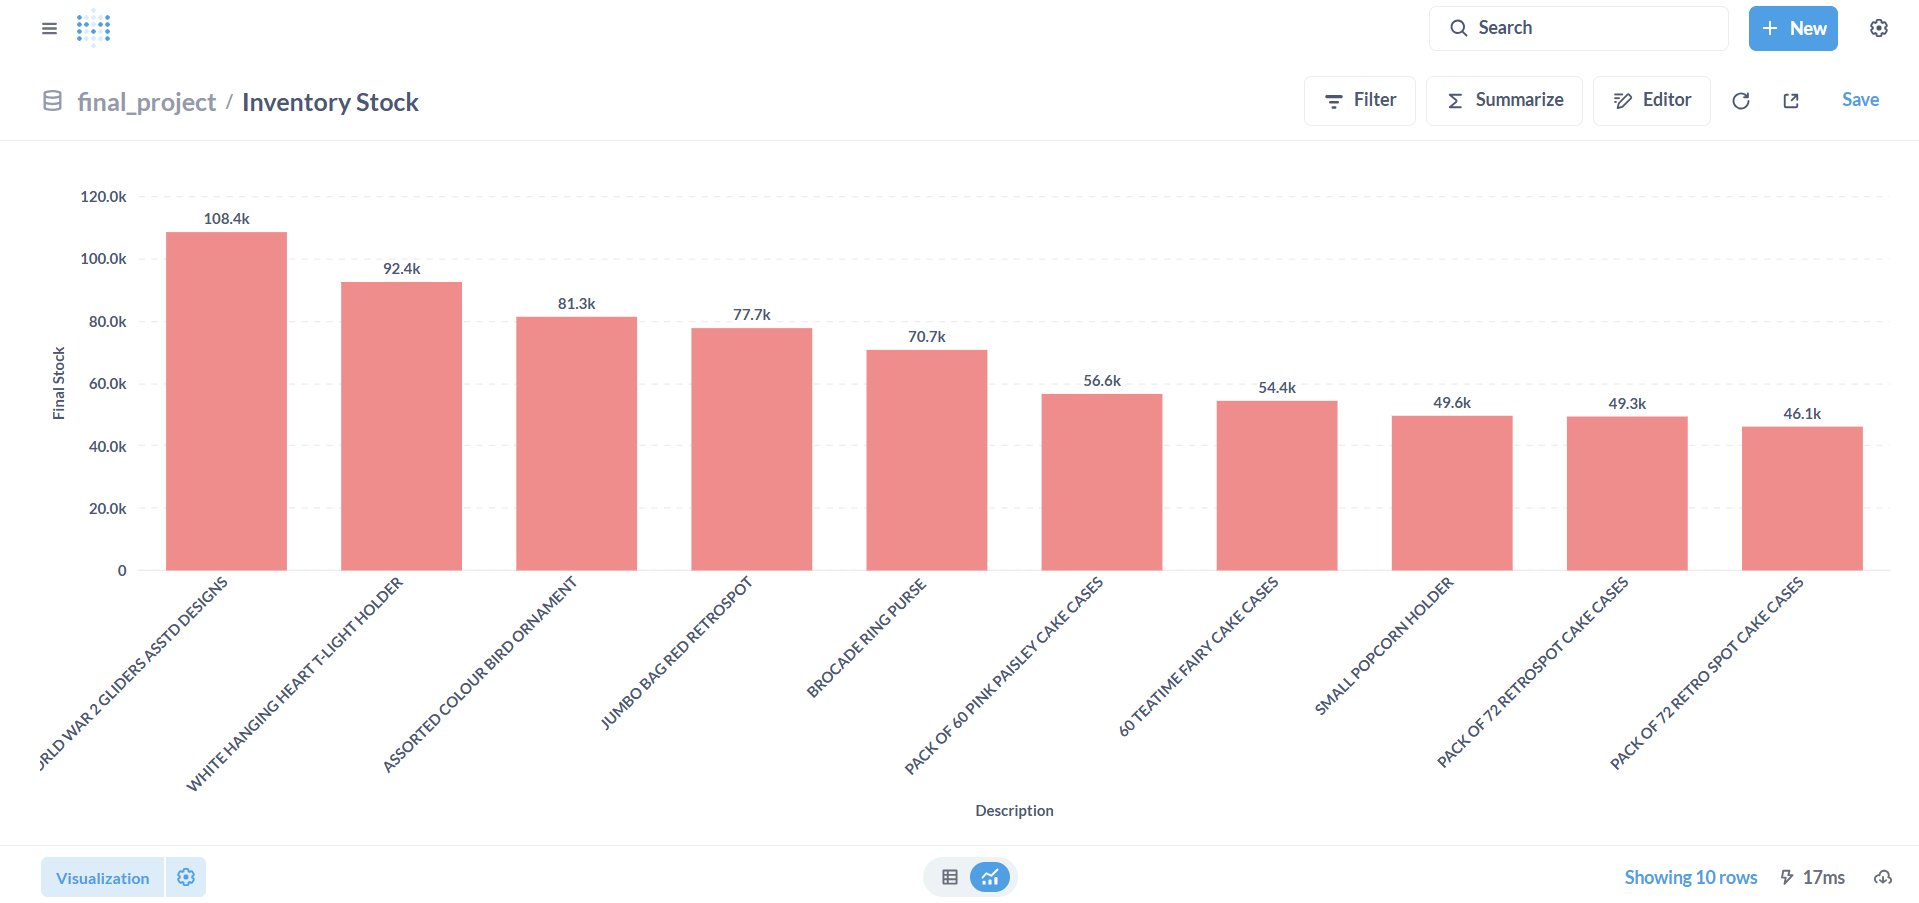 Search
+ New
final_project / Inventory Stock
Filter
Summarize
Editor
Save
120.0k
100.0k
80.0k
60.0k
40.0k
20.0k
0
Final Stock
108.4k
92.4k
81.3k
77.7k
70.7k
56.6k
54.4k
49.6k
49.3k
46.1k
WAR 2 GLIDERS ASSTD DESIGNS
WHITE HANGING HEART T-LIGHT HOLDER
ASSORTED COLOUR BIRD ORNAMENT
JUMBO BAG RED RETROSPOT
BROCADE RING PURSE
PACK OF 60 PINK PAISLEY CAKE CASES
60 TEATIME FAIRY CAKE CASES
SMALL POPCORN HOLDER
PACK OF 72 RETROSPOT CAKE CASES
PACK OF 72 RETRO SPOT CAKE CASES
Description
Visualization
Showing 10 rows
17ms